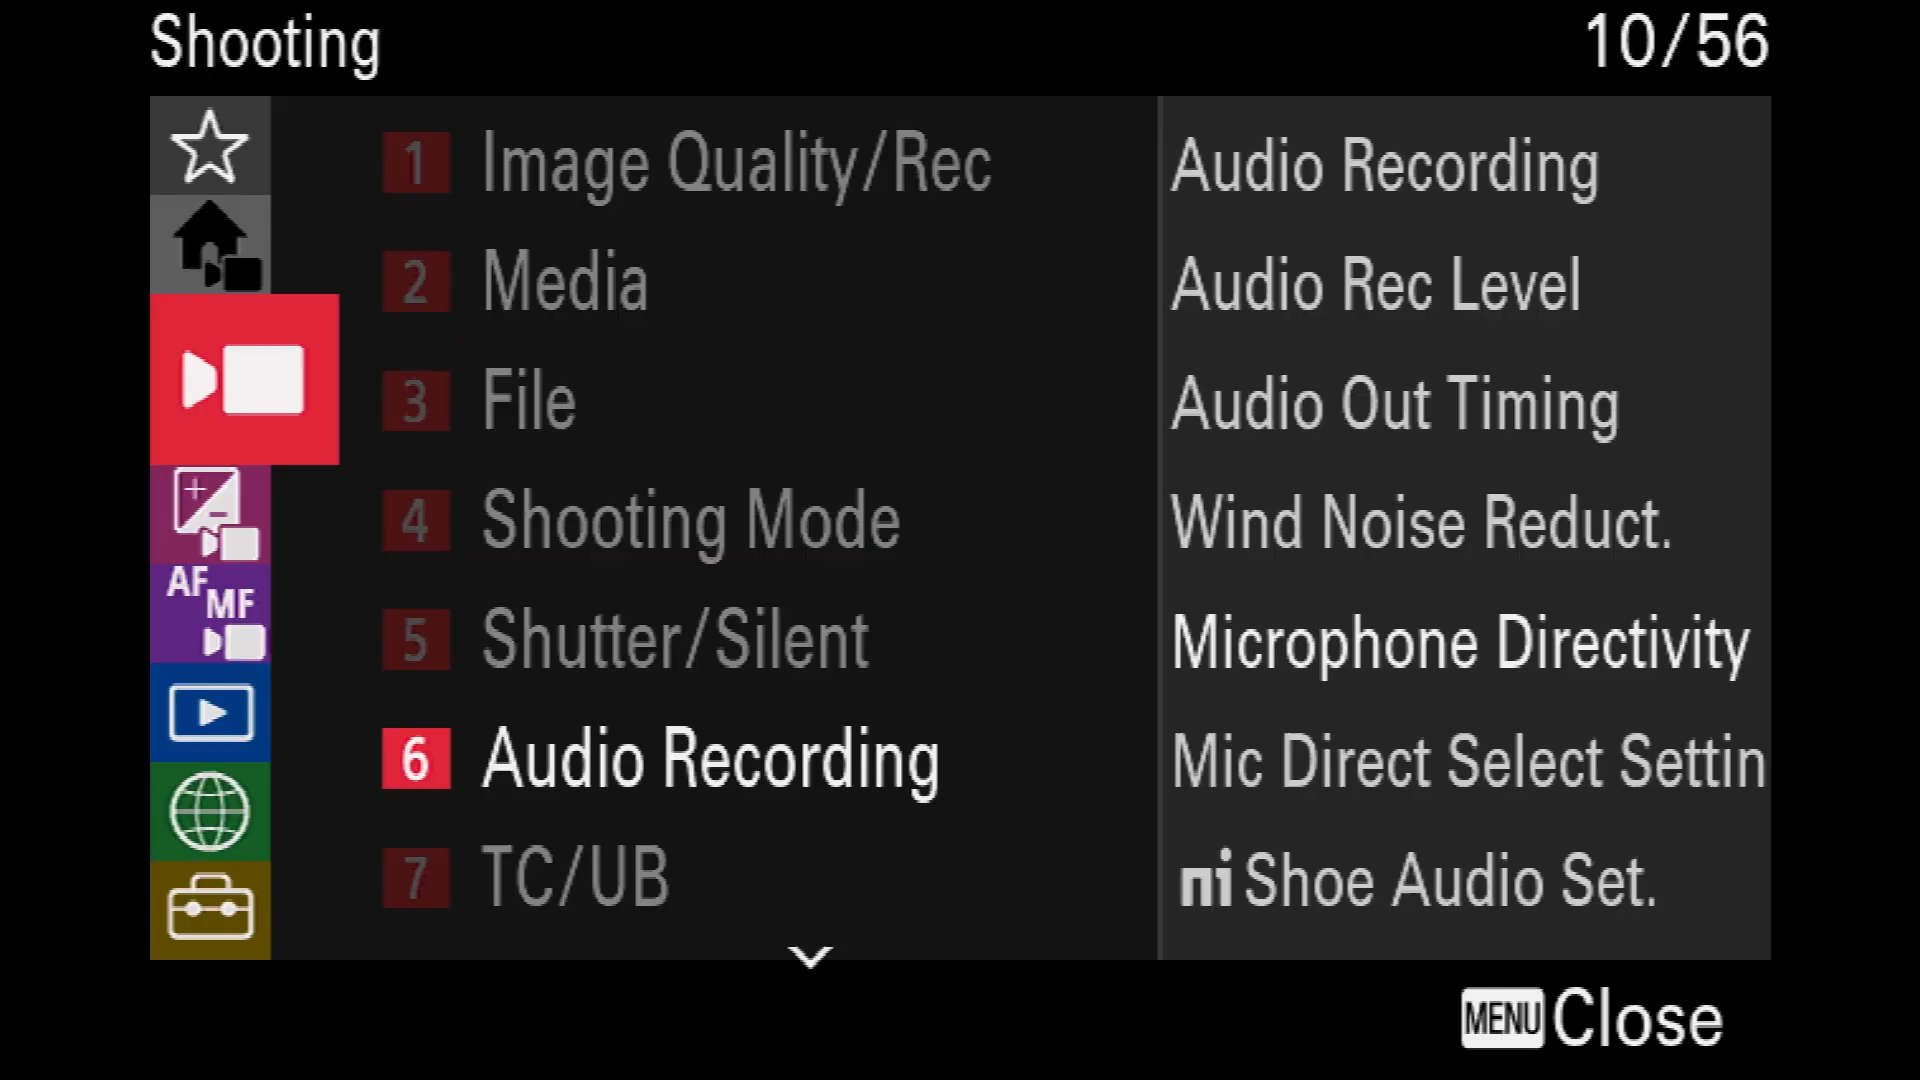 Shooting
10/56
1 Image Quality/Rec
2 Media
3 File
4 Shooting Mode
5 Shutter/Silent
6 Audio Recording
7 TC/UB
AF MF
Audio Recording
Audio Rec Level
Audio Out Timing
Wind Noise Reduct.
Microphone Directivity
Mic Direct Select Settin
Shoe Audio Set.
MENU Close